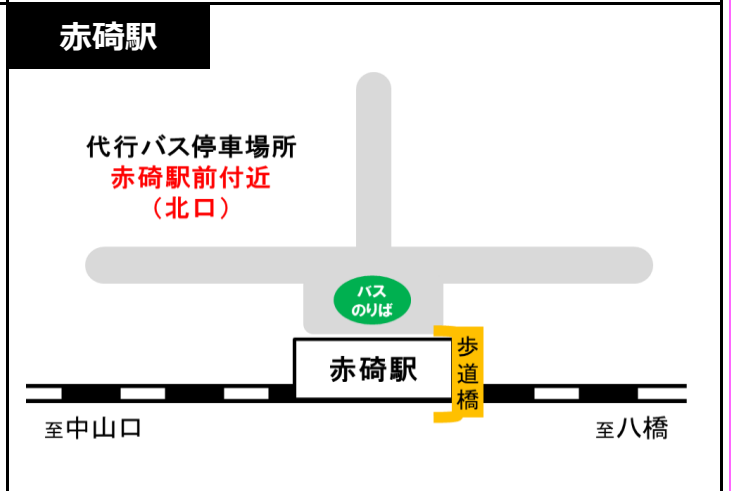 赤碕駅
代行バス停車場所
赤碕駅前付近
（北口）
バス
のりば
赤碕駅
歩道橋
至中山口
至八橋